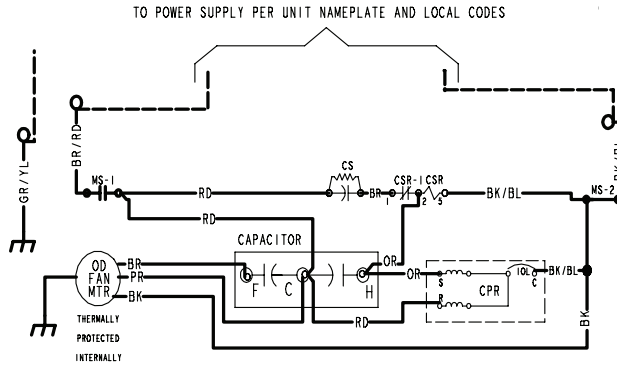 TO POWER SUPPLY PER UNIT NAMEPLATE AND LOCAL CODES
GR/YL
BR/RD
MS-1
RD
CS
BR
1
CSR-1
2
CSR
5
BK/BL
MS-2
RD
CAPACITOR
F
C
H
OR
OR
OD
FAN
MTR
BR
PR
BK
THERMALLY
PROTECTED
INTERNALLY
RD
S
R
CPR
IOL
C
BK/BL
BK